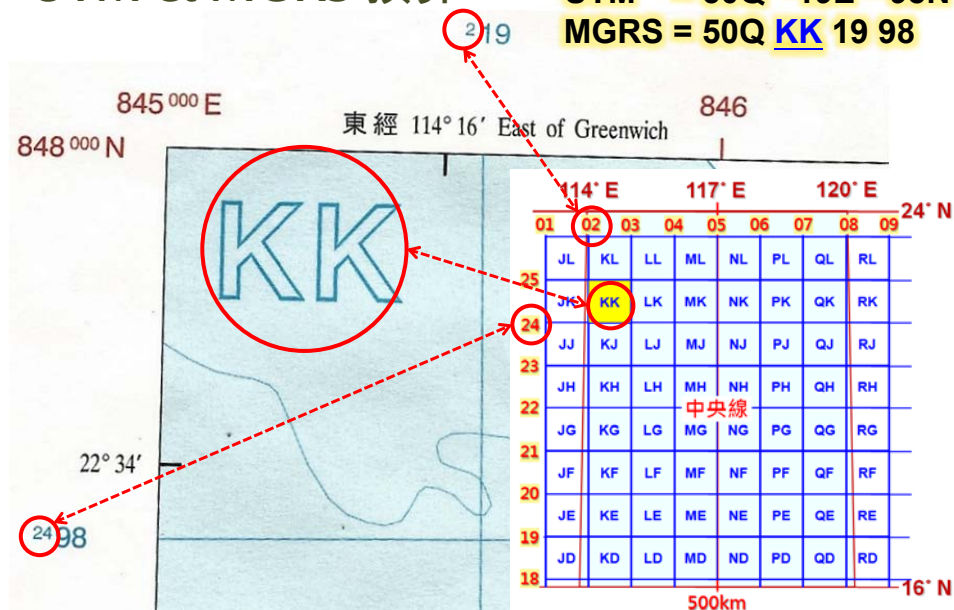 ²19
MGRS = 50Q KK 19 98
845 000 E
846
848 000 N
東經 114° 16′ East of Greenwich
KK
22° 34′
²⁴98
114° E 117° E 120° E
24° N
01 02 03 04 05 06 07 08 09
JL KL LL ML NL PL QL RL
25
JK KK LK MK NK PK QK RK
24
JJ KJ LJ MJ NJ PJ QJ RJ
23
JH KH LH MH NH PH QH RH
22
中央線
JG KG LG MG NG PG QG RG
21
JF KF LF MF NF PF QF RF
20
JE KE LE ME NE PE QE RE
19
JD KD LD MD ND PD QD RD
18
16° N
500km